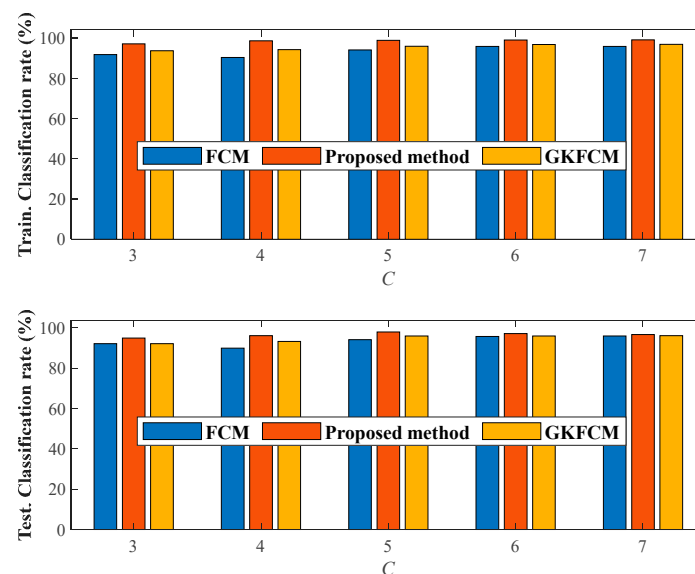 Train. Classification rate (%)
100
80
60
40
20
0
FCM Proposed method GKFCM
3 4 5 6 7
C
Test. Classification rate (%)
100
80
60
40
20
0
FCM Proposed method GKFCM
3 4 5 6 7
C